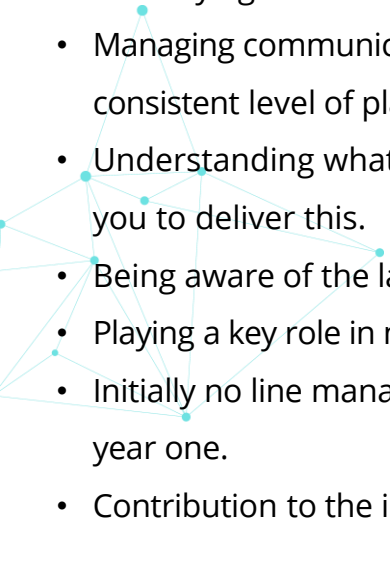 • Managing communic
consistent level of pl
• Understanding what
you to deliver this.
• Being aware of the la
• Playing a key role in r
• Initially no line mana
year one.
• Contribution to the i